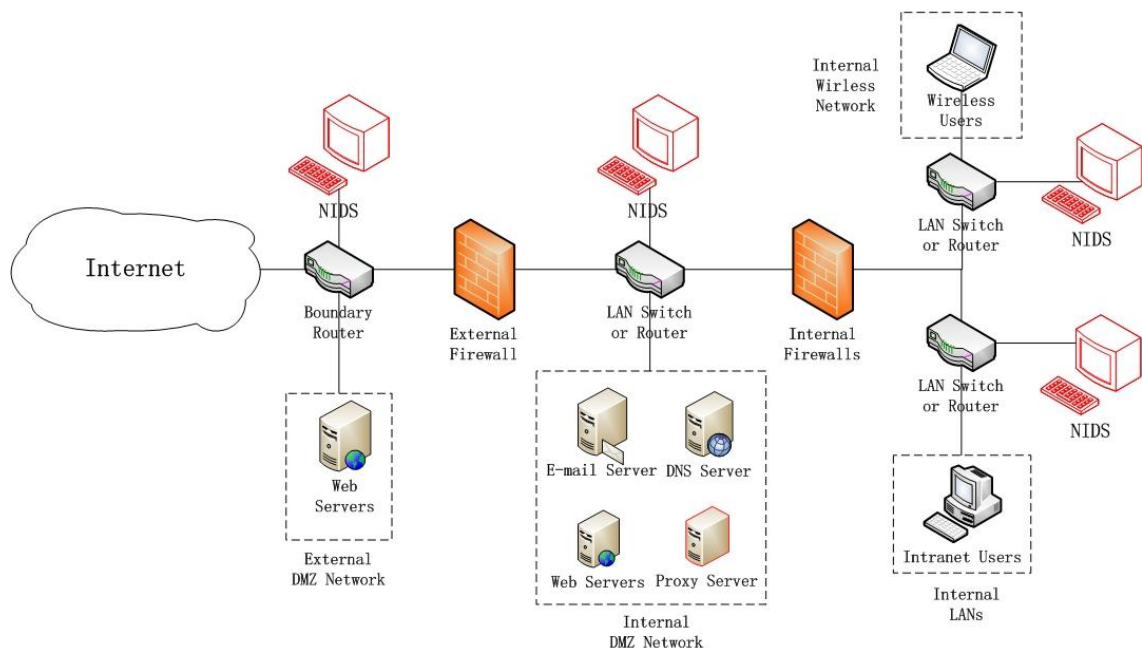 Internal
Wirless
Network
Wireless
Users
NIDS
NIDS
LAN Switch
or Router
NIDS
Internet
Boundary
Router
External
Firewall
LAN Switch
or Router
Internal
Firewalls
LAN Switch
or Router
NIDS
Web
Servers
External
DMZ Network
E-mail Server
DNS Server
Web Servers
Proxy Server
Internal
DMZ Network
Intranet Users
Internal
LANs